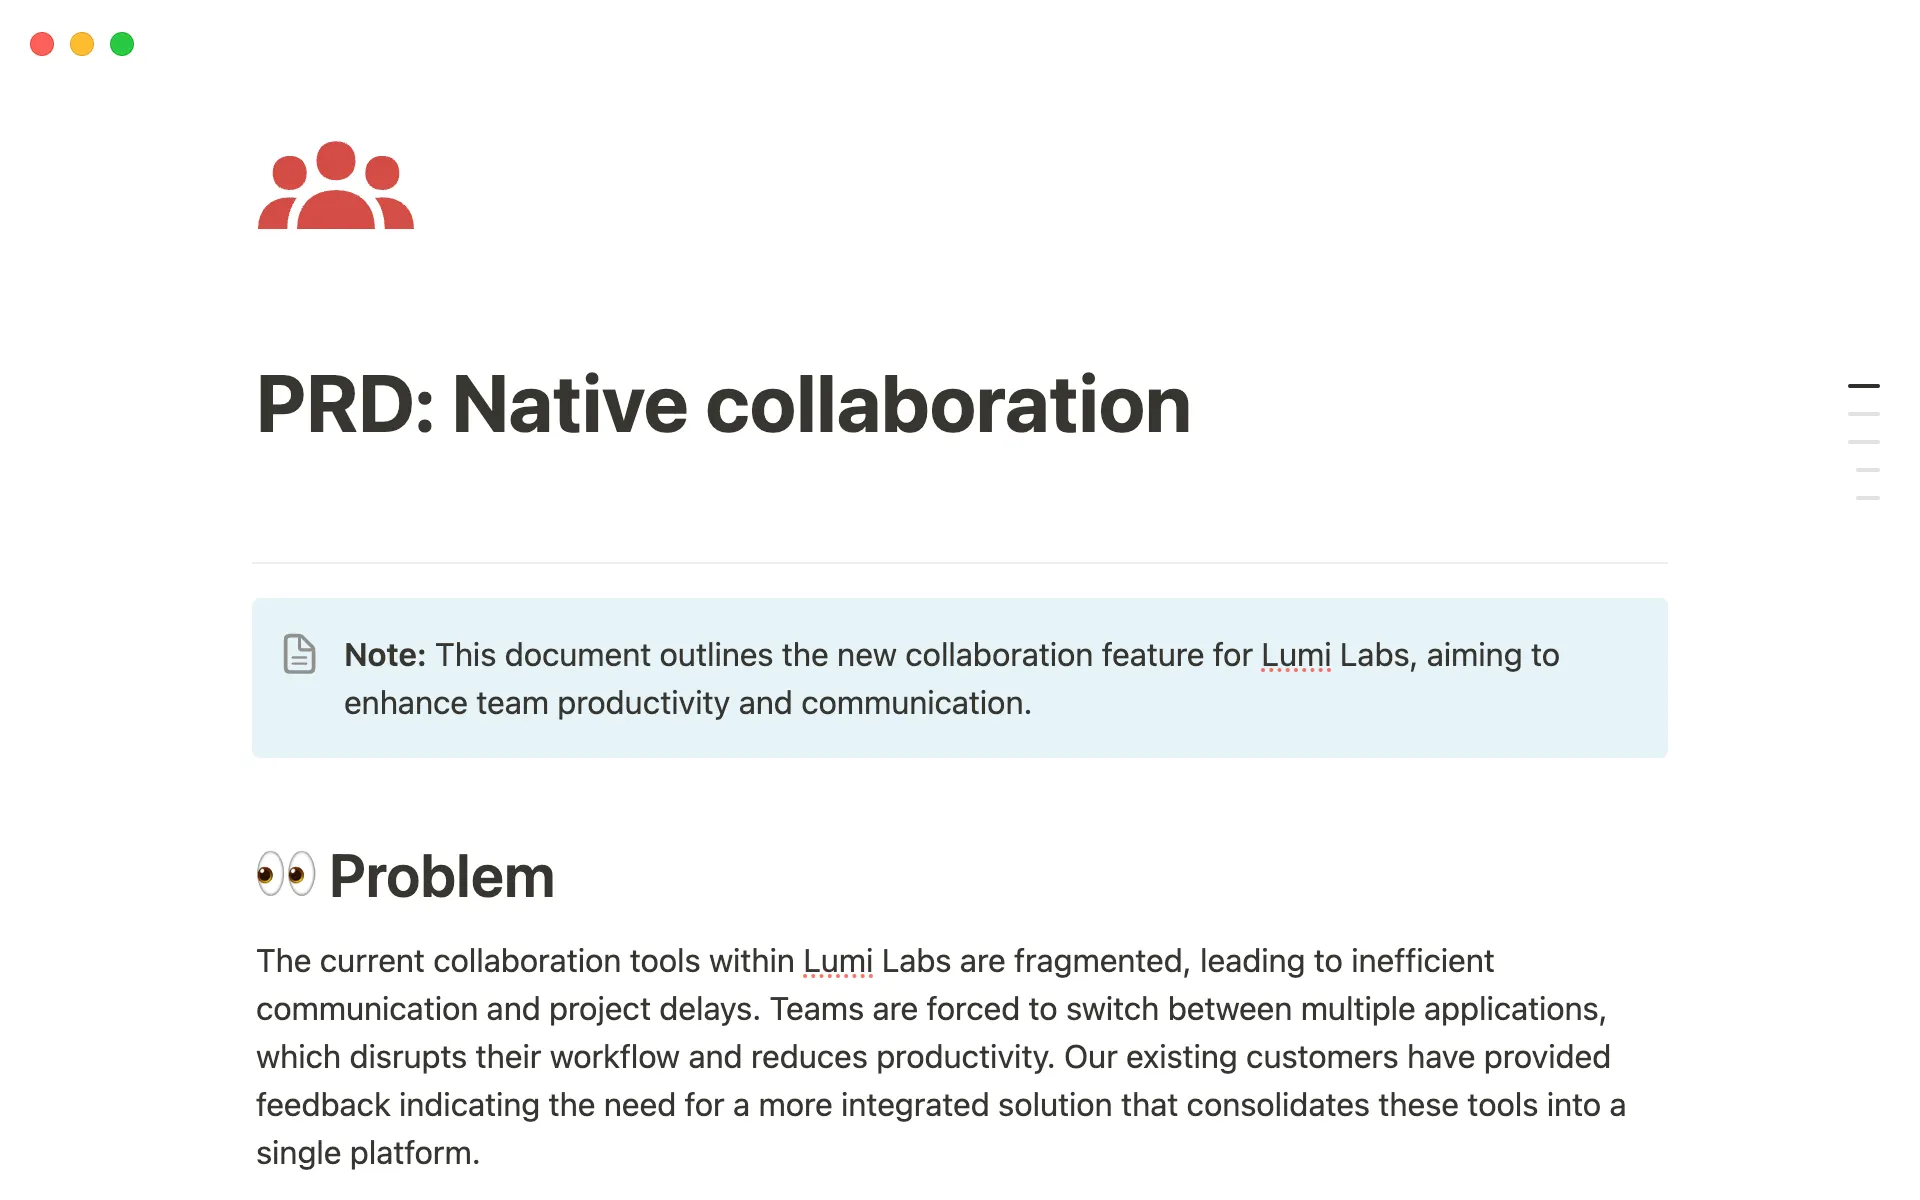 PRD: Native collaboration
Note: This document outlines the new collaboration feature for Lumi Labs, aiming to
enhance team productivity and communication.
👀 Problem
The current collaboration tools within Lumi Labs are fragmented, leading to inefficient
communication and project delays. Teams are forced to switch between multiple applications,
which disrupts their workflow and reduces productivity. Our existing customers have provided
feedback indicating the need for a more integrated solution that consolidates these tools into a
single platform.